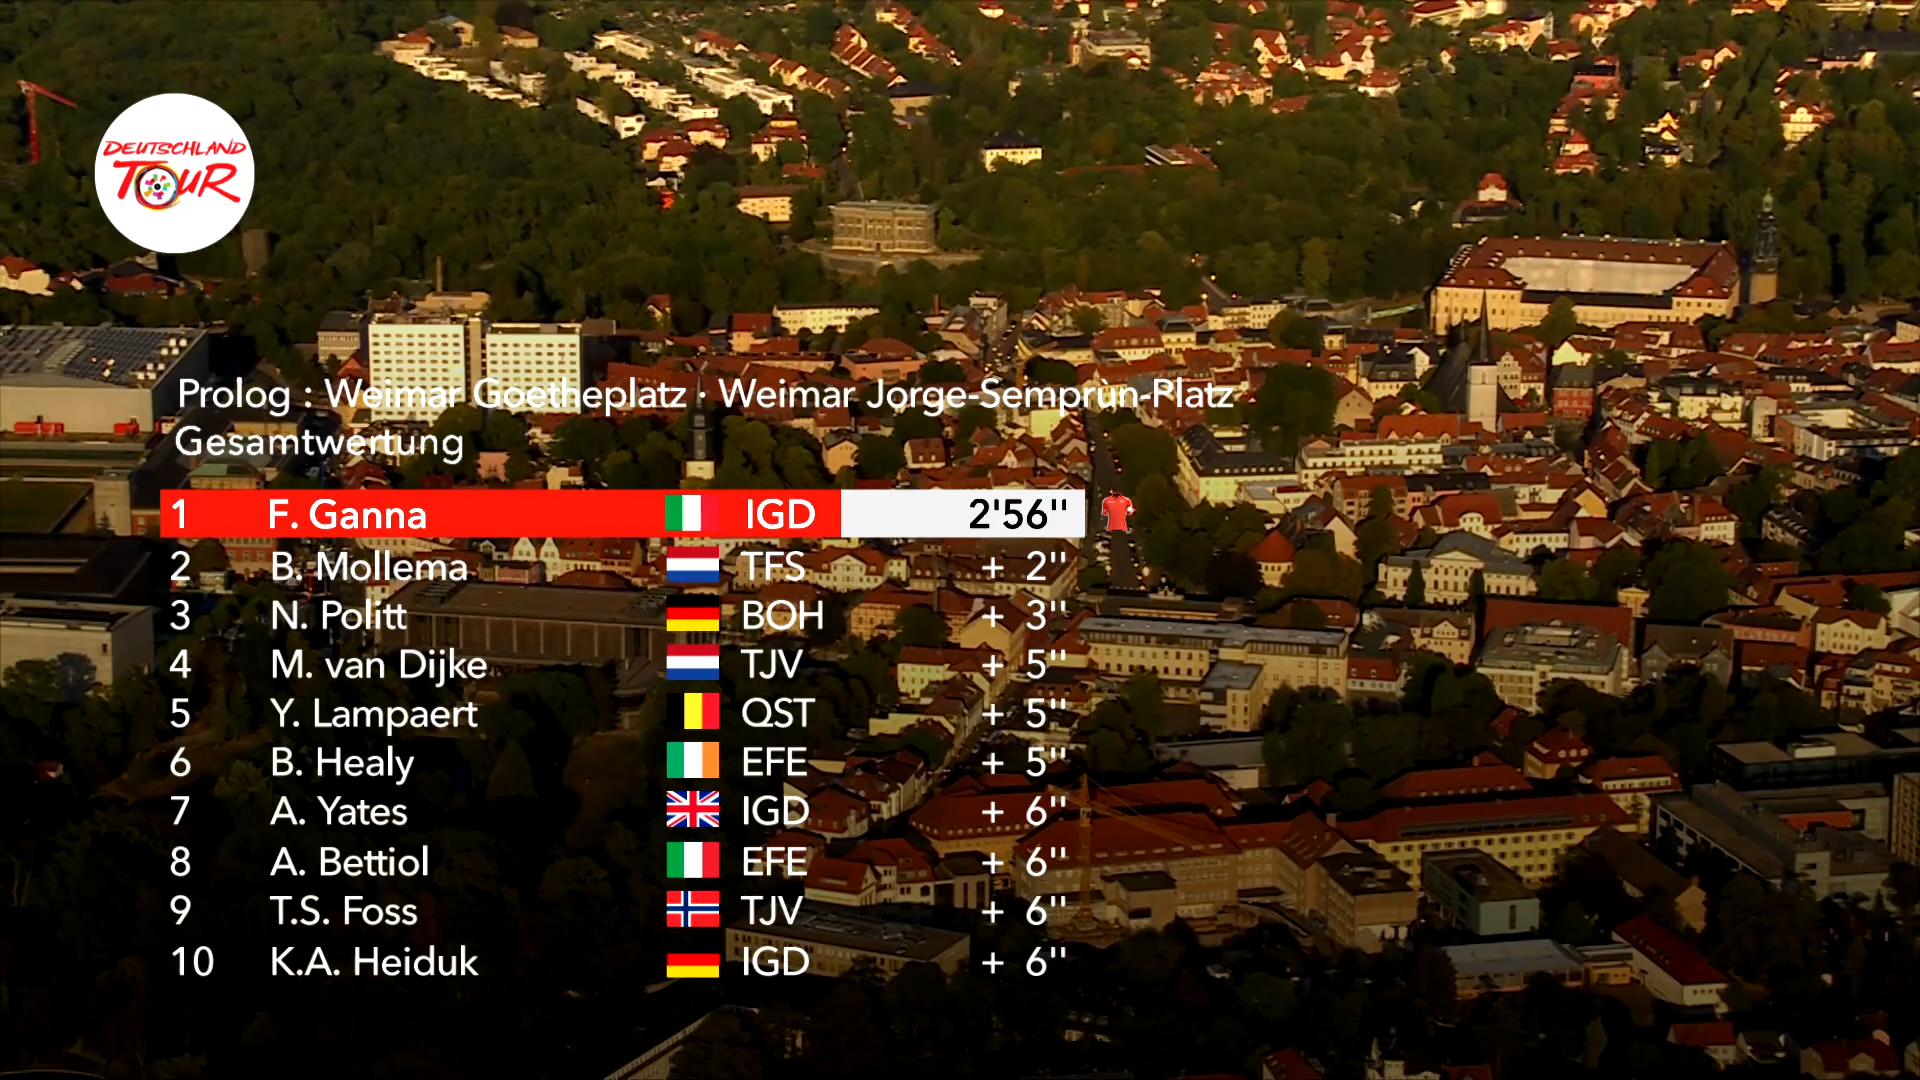 DEUTSCHLAND
TOUR
Prolog : Weimar Goetheplatz · Weimar Jorge-Semprùn-Platz
Gesamtwertung
1 F. Ganna IGD 2'56''
2 B. Mollema TFS + 2''
3 N. Politt BOH + 3''
4 M. van Dijke TJV + 5''
5 Y. Lampaert QST + 5''
6 B. Healy EFE + 5''
7 A. Yates IGD + 6''
8 A. Bettiol EFE + 6''
9 T.S. Foss TJV + 6''
10 K.A. Heiduk IGD + 6''